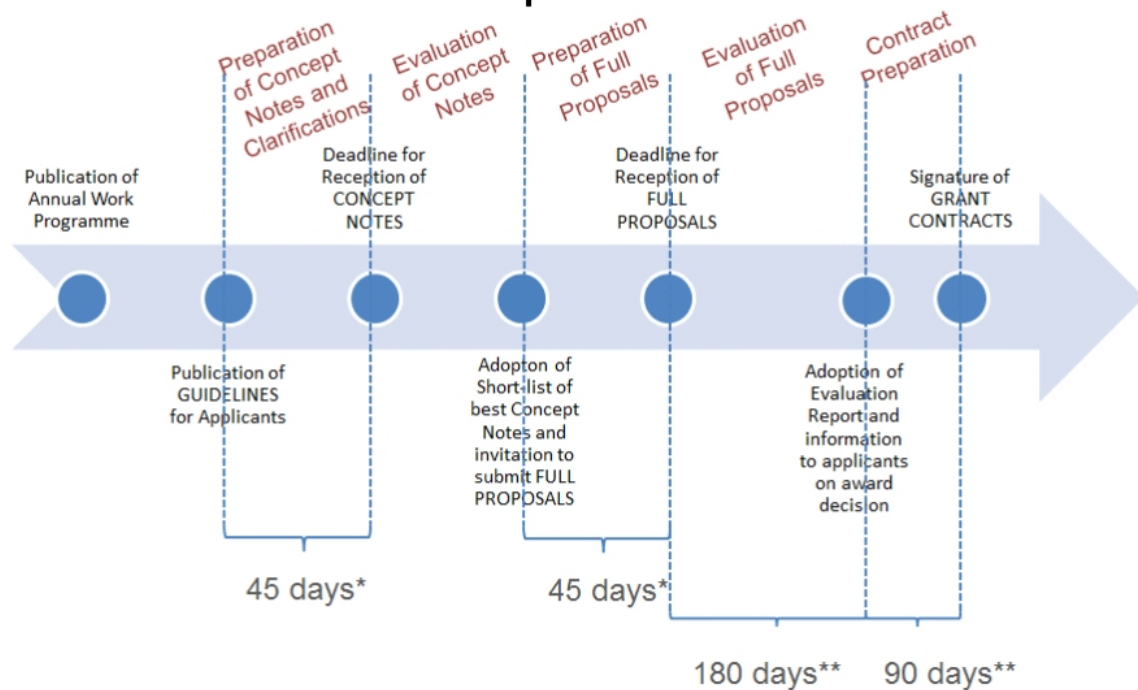 Preparation
of Concept
Notes and
Clarifications
Evaluation
of Concept
Notes
Preparation
of Full
Proposals
Evaluation
of Full
Proposals
Contract
Preparation
Publication of
Annual Work
Programme
Deadline for
Reception of
CONCEPT
NOTES
Deadline for
Reception of
FULL
PROPOSALS
Signature of
GRANT
CONTRACTS
Publication of
GUIDELINES
for Applicants
Adopton of
Short-list of
best Concept
Notes and
invitation to
submit FULL
PROPOSALS
Adoption of
Evaluation
Report and
information
to applicants
on award
decision
45 days*
45 days*
180 days**
90 days**